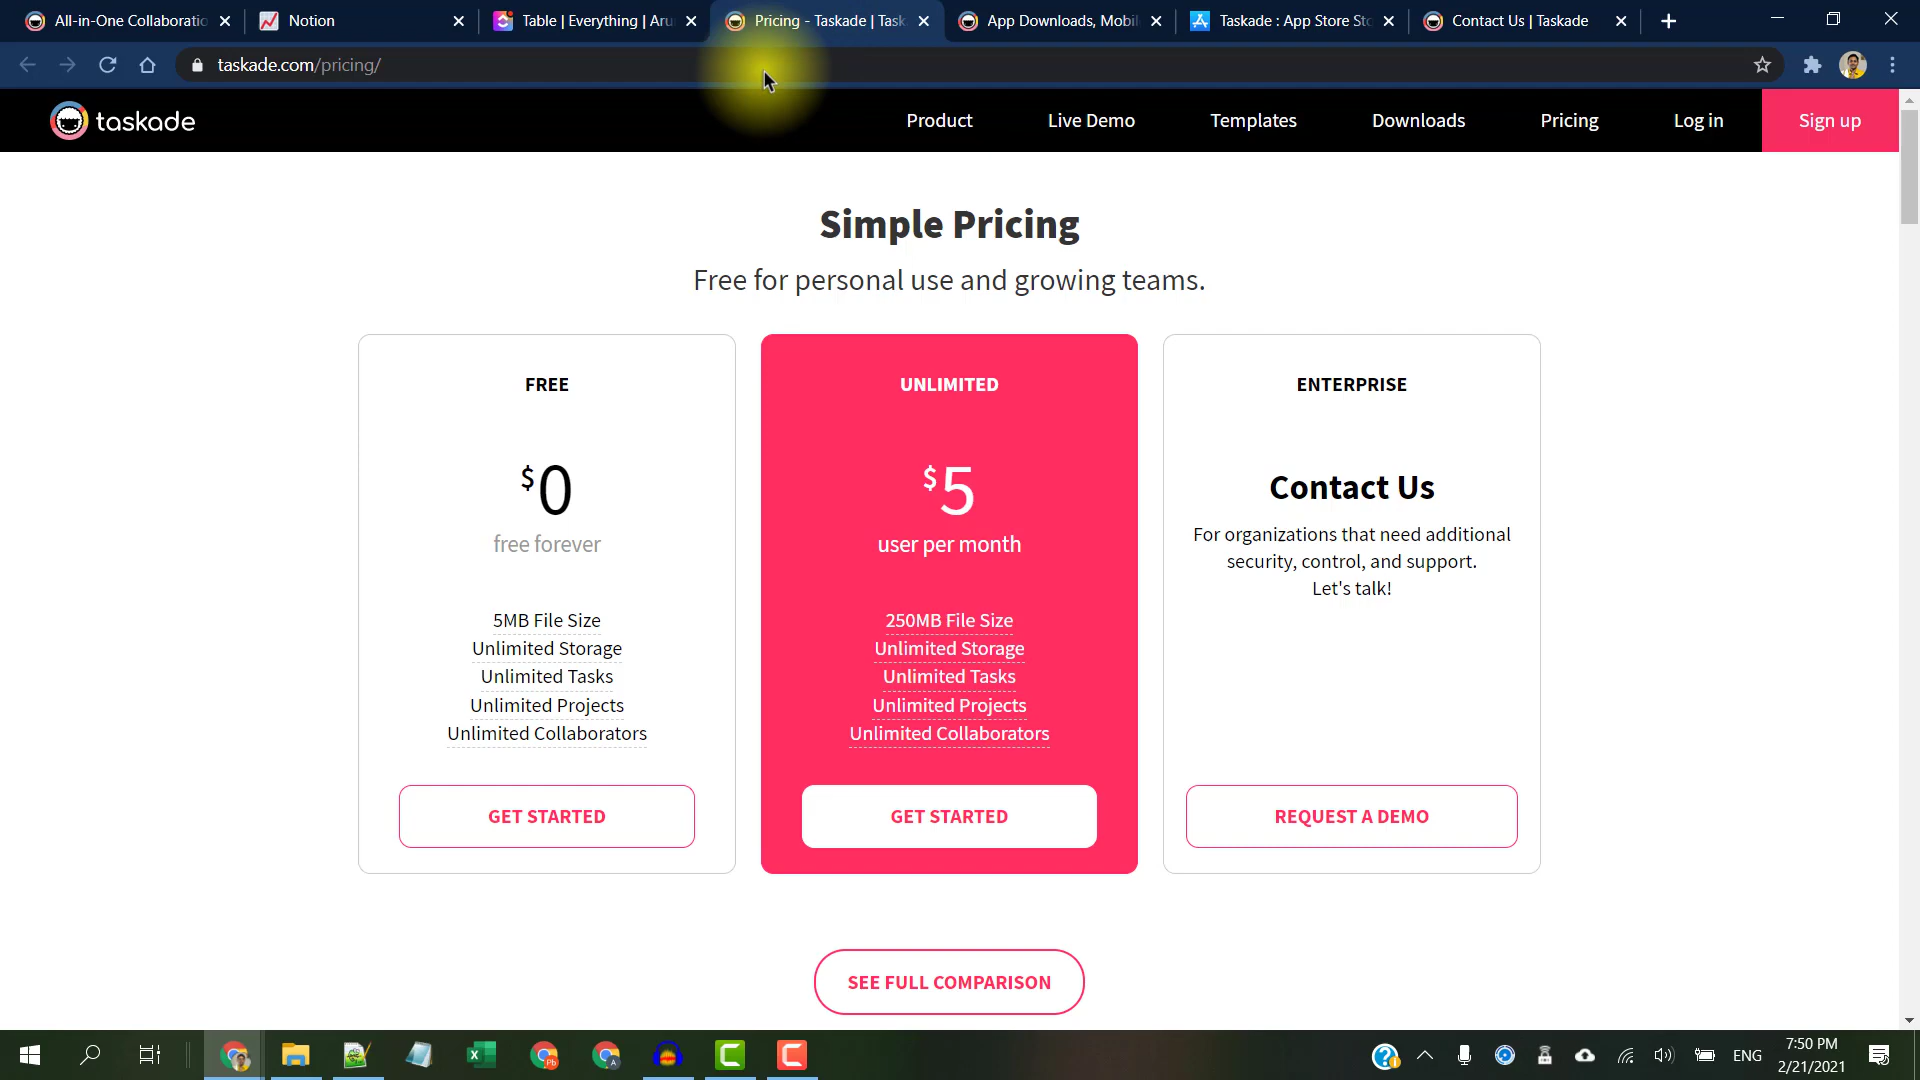 All-in-One Collaboratio
Notion
Table | Everything | Aru
Pricing - Taskade | Task
App Downloads, Mobil
Taskade : App Store Sto
Contact Us | Taskade
taskade.com/pricing/
taskade
Product
Live Demo
Templates
Downloads
Pricing
Log in
Sign up
Simple Pricing
Free for personal use and growing teams.
FREE
$0
free forever
5MB File Size
Unlimited Storage
Unlimited Tasks
Unlimited Projects
Unlimited Collaborators
GET STARTED
UNLIMITED
$5
user per month
250MB File Size
Unlimited Storage
Unlimited Tasks
Unlimited Projects
Unlimited Collaborators
GET STARTED
ENTERPRISE
Contact Us
For organizations that need additional
security, control, and support.
Let's talk!
REQUEST A DEMO
SEE FULL COMPARISON
ENG
7:50 PM
2/21/2021